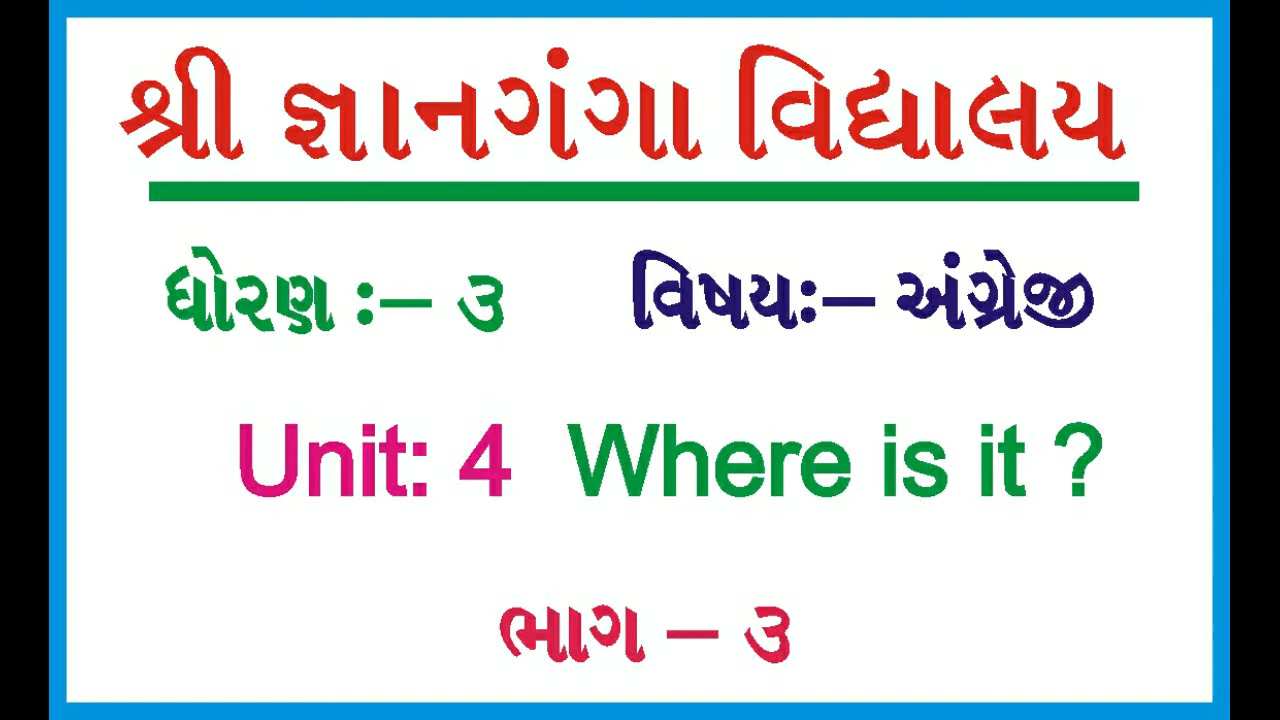 શ્રી જ્ઞાનગંગા વિદ્યાલય
ધોરણ :– ૩ વિષય:– અંગ્રેજી
Unit: 4 Where is it ?
ભાગ – ૩